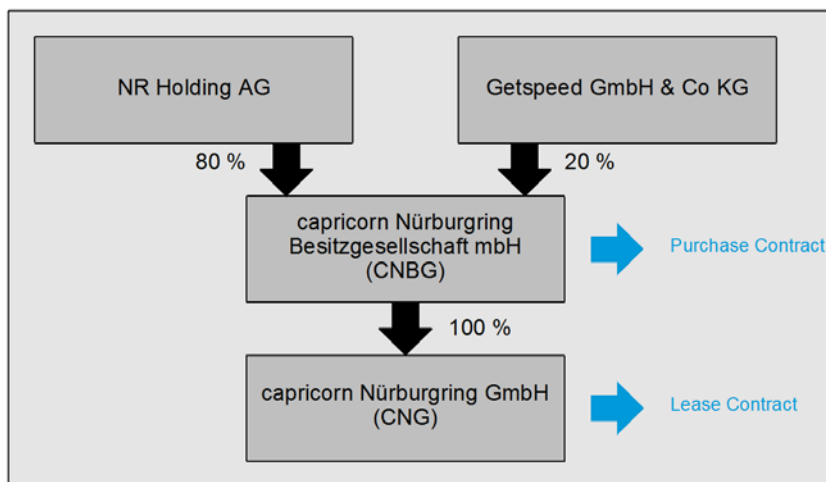 NR Holding AG
Getspeed GmbH & Co KG
80 %
20 %
capricorn Nürburgring
Besitzgesellschaft mbH
(CNBG)
Purchase Contract
100 %
capricorn Nürburgring GmbH
(CNG)
Lease Contract